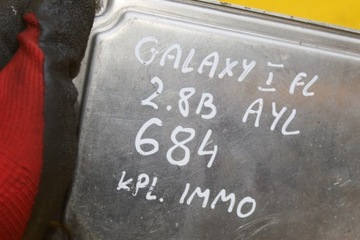 GALAXY I FL
2.8B AYL
684
KPL. IMMO